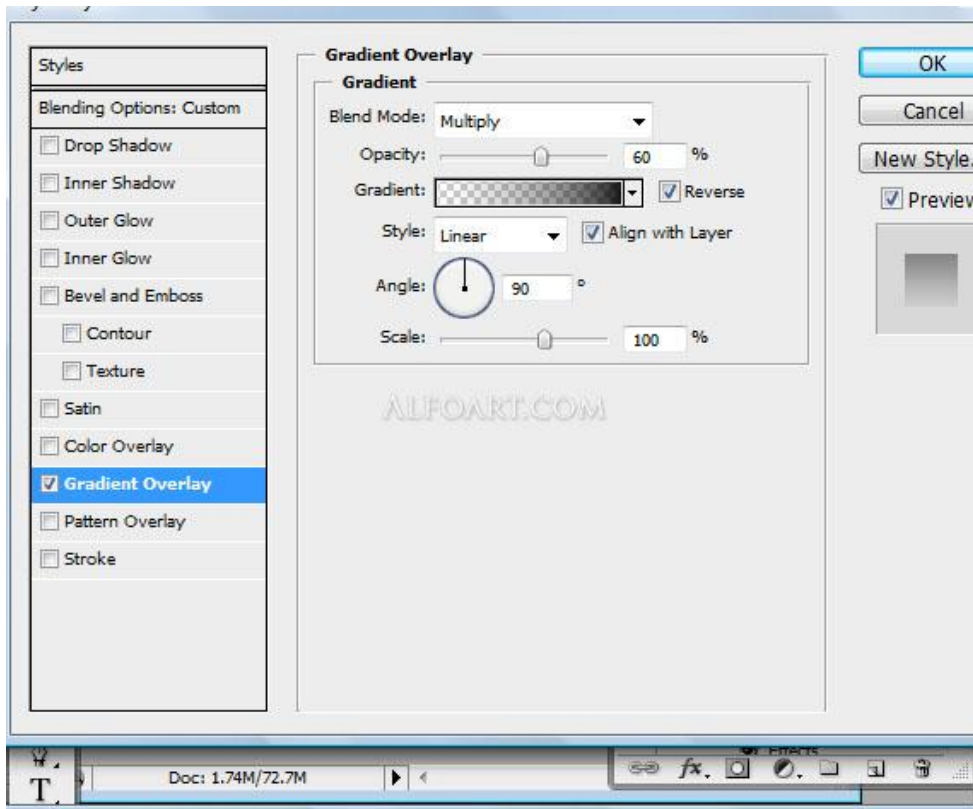 Styles
Blending Options: Custom
Drop Shadow
Inner Shadow
Outer Glow
Inner Glow
Bevel and Emboss
Contour
Texture
Satin
Color Overlay
Gradient Overlay
Pattern Overlay
Stroke
Gradient Overlay
Gradient
Blend Mode: Multiply
Opacity: 60 %
Gradient: Reverse
Style: Linear Align with Layer
Angle: 90 °
Scale: 100 %
ALFOART.COM
OK
Cancel
New Style.
Preview
Effects
T
Doc: 1.74M/72.7M
fx.